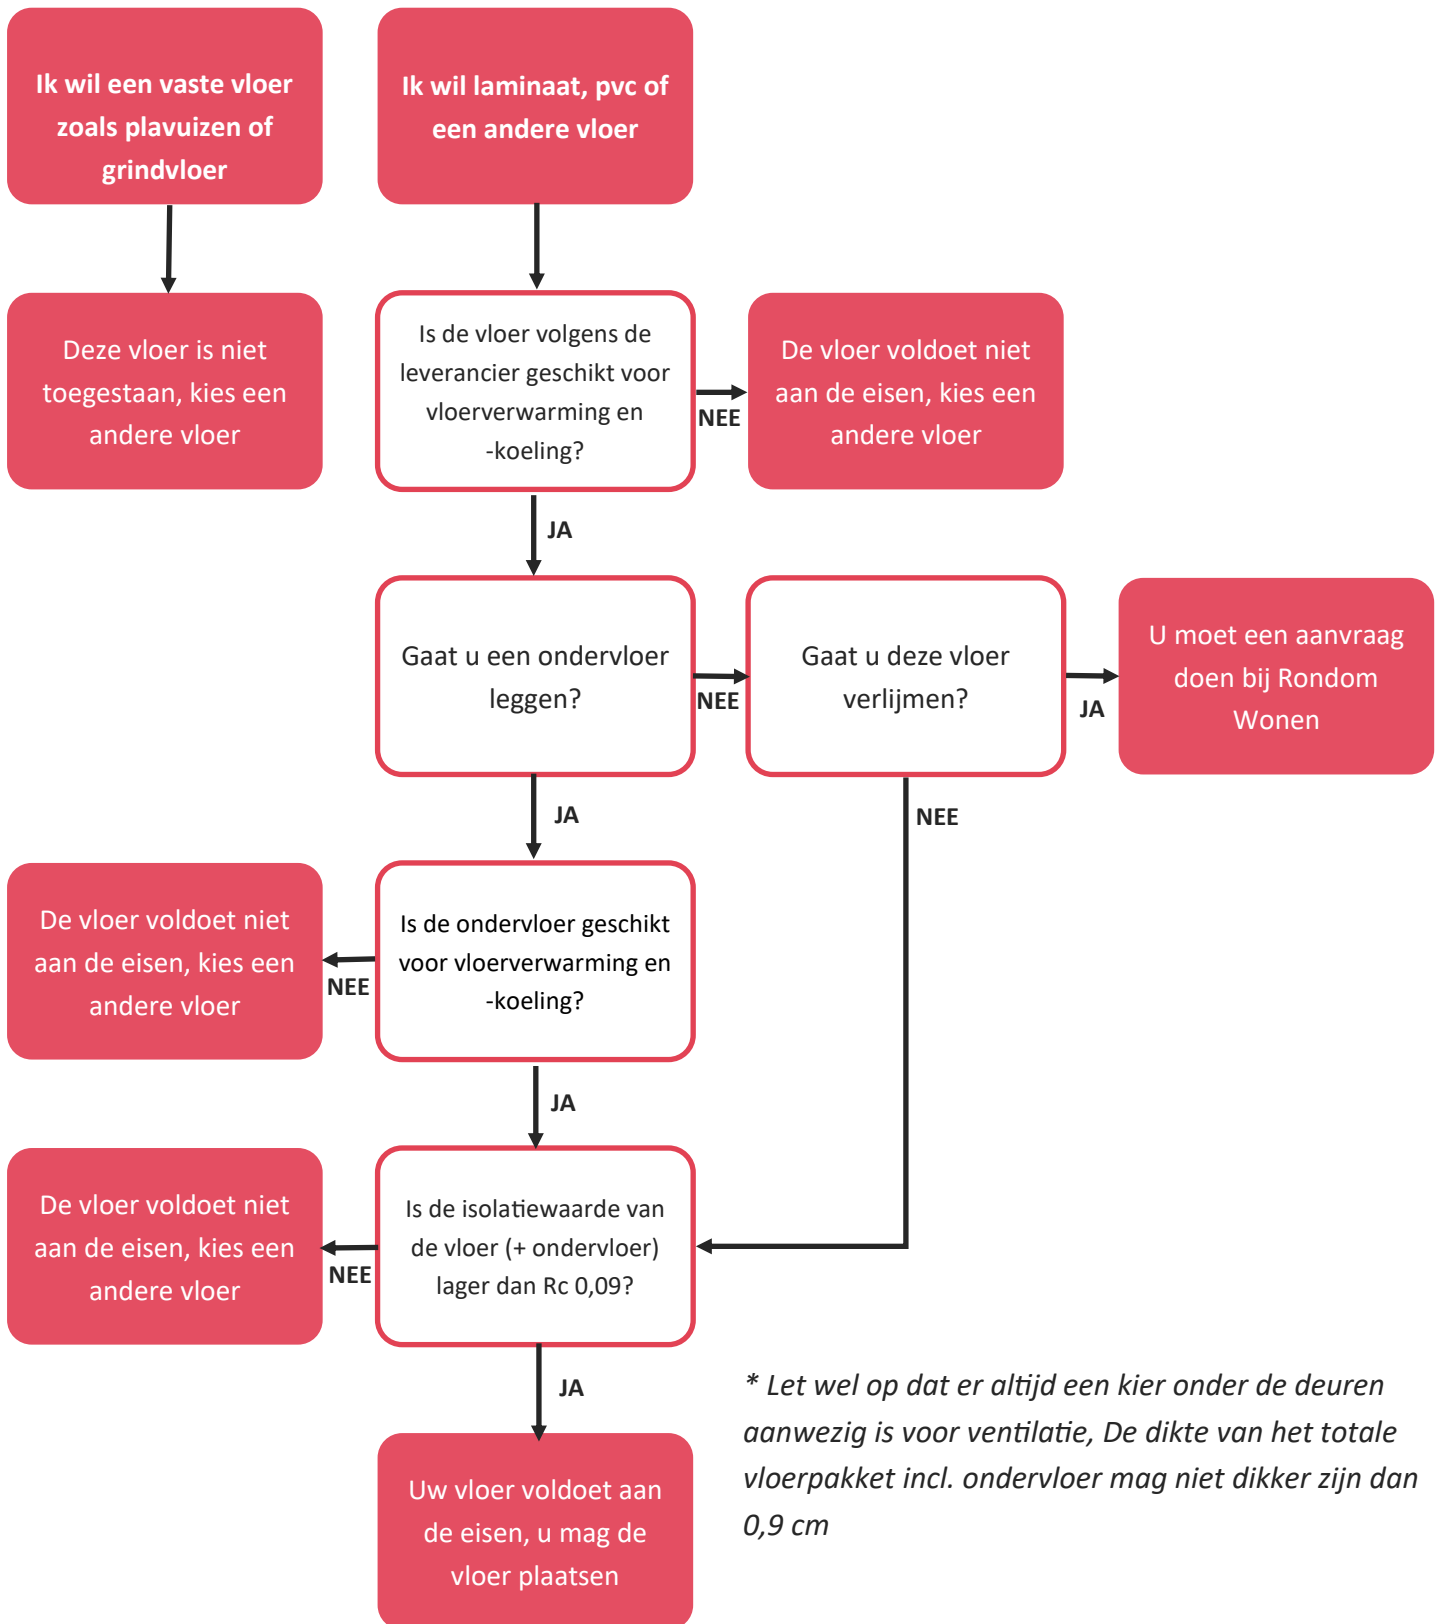 Ik wil een vaste vloer
zoals plavuizen of
grindvloer
Ik wil laminaat, pvc of
een andere vloer
Deze vloer is niet
toegestaan, kies een
andere vloer
Is de vloer volgens de
leverancier geschikt voor
vloerverwarming en
-koeling?
NEE
De vloer voldoet niet
aan de eisen, kies een
andere vloer
JA
Gaat u een ondervloer
leggen?
NEE
Gaat u deze vloer
verlijmen?
JA
U moet een aanvraag
doen bij Rondom
Wonen
JA
NEE
De vloer voldoet niet
aan de eisen, kies een
andere vloer
NEE
Is de ondervloer geschikt
voor vloerverwarming en
-koeling?
JA
De vloer voldoet niet
aan de eisen, kies een
andere vloer
NEE
Is de isolatiewaarde van
de vloer (+ ondervloer)
lager dan Rc 0,09?
JA
Uw vloer voldoet aan
de eisen, u mag de
vloer plaatsen
* Let wel op dat er altijd een kier onder de deuren
aanwezig is voor ventilatie, De dikte van het totale
vloerpakket incl. ondervloer mag niet dikker zijn dan
0,9 cm